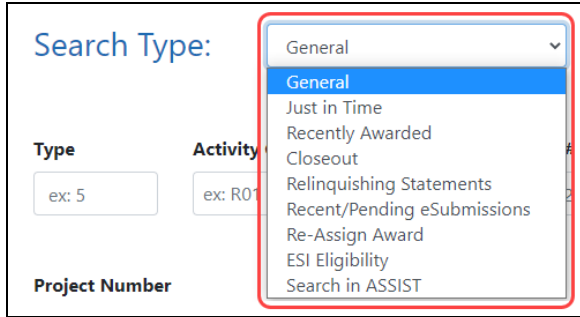 Search Type:
General
General
Just in Time
Recently Awarded
Closeout
Relinquishing Statements
Recent/Pending eSubmissions
Re-Assign Award
ESI Eligibility
Search in ASSIST
Type
Activity
#
ex: 5
ex: R01
2
Project Number